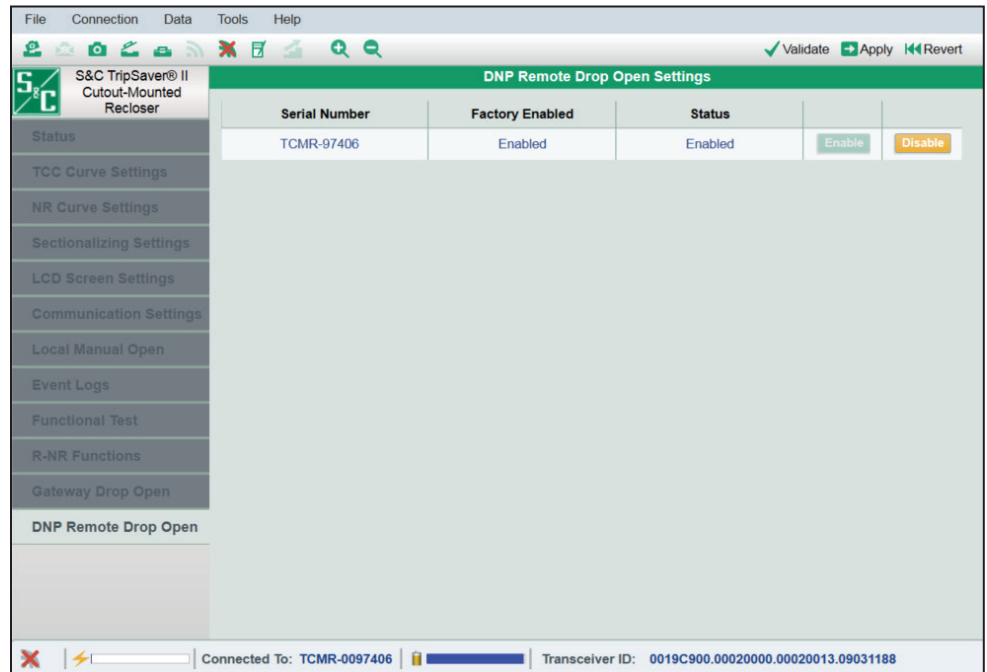 File Connection Data Tools Help
Validate Apply Revert
S&C
S&C TripSaver® II
Cutout-Mounted
Recloser
DNP Remote Drop Open Settings
Serial Number Factory Enabled Status
TCMR-97406 Enabled Enabled Enable Disable
Status
TCC Curve Settings
NR Curve Settings
Sectionalizing Settings
LCD Screen Settings
Communication Settings
Local Manual Open
Event Logs
Functional Test
R-NR Functions
Gateway Drop Open
DNP Remote Drop Open
Connected To: TCMR-0097406 Transceiver ID: 0019C900.00020000.00020013.09031188